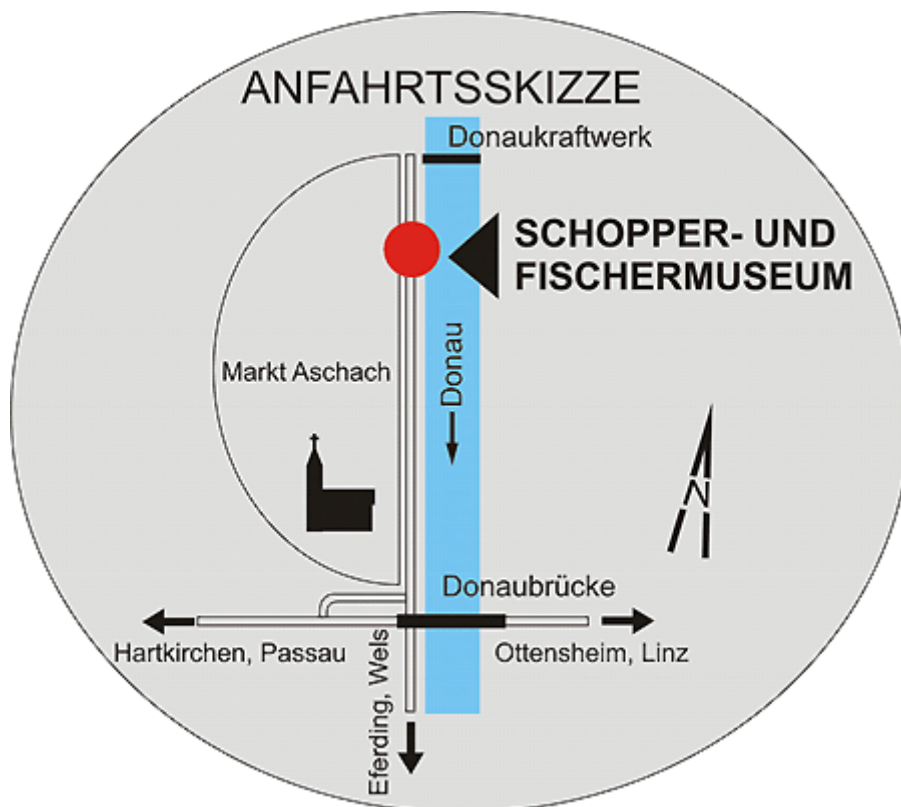 ANFAHRTSSKIZZE
Donaukraftwerk
SCHOPPER- UND
FISCHERMUSEUM
Donau
Markt Aschach
N
Donaubrücke
Hartkirchen, Passau
Ottensheim, Linz
Eferding, Wels